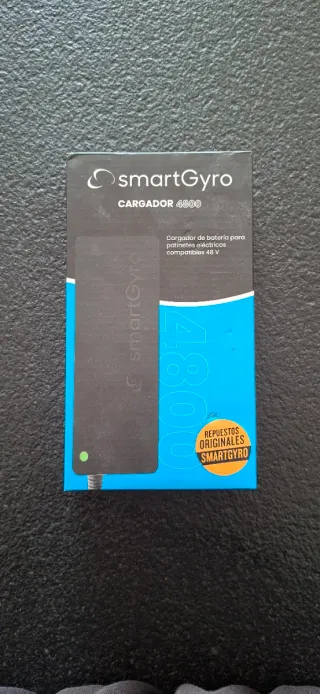 smartGyro
CARGADOR 4800
Cargador de batería para
patinetes eléctricos
compatibles 48 V
smartGyro
4800
REPUESTOS
ORIGINALES
SMARTGYRO